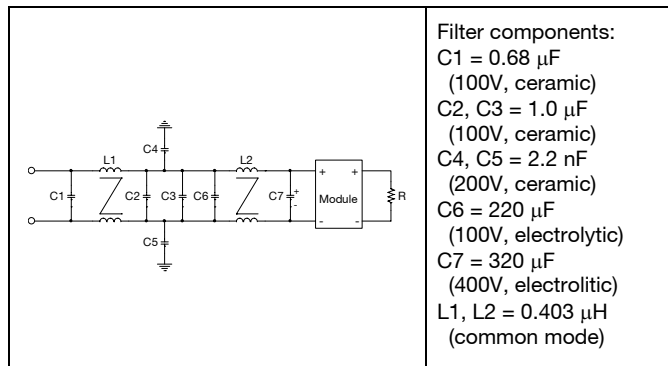 C4
L1
L2
C1
C2
C3
C6
C7
+
-
+ +
Module
- -
R
C5
Filter components:
C1 = 0.68 μF
(100V, ceramic)
C2, C3 = 1.0 μF
(100V, ceramic)
C4, C5 = 2.2 nF
(200V, ceramic)
C6 = 220 μF
(100V, electrolytic)
C7 = 320 μF
(400V, electrolitic)
L1, L2 = 0.403 μH
(common mode)